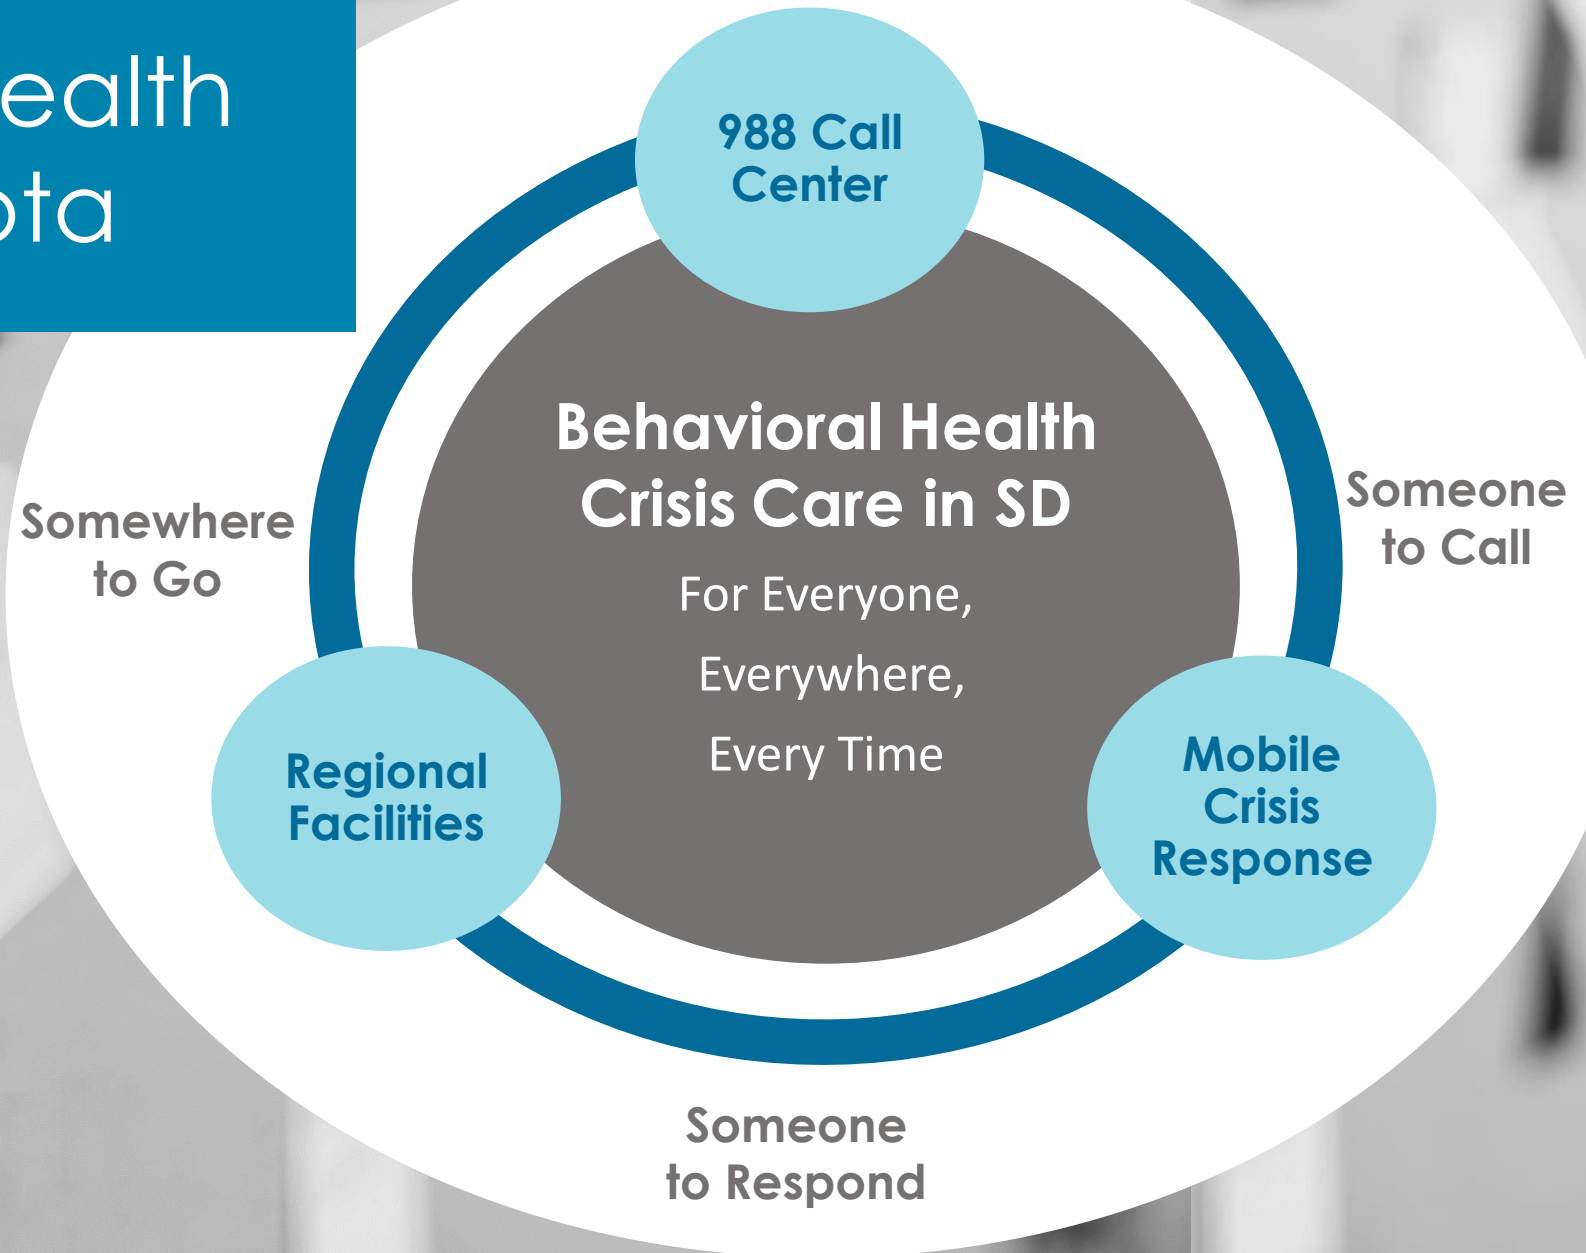 ealth
ota
988 Call
Center
Behavioral Health
Crisis Care in SD
For Everyone,
Everywhere,
Every Time
Someone
to Call
Somewhere
to Go
Regional
Facilities
Mobile
Crisis
Response
Someone
to Respond